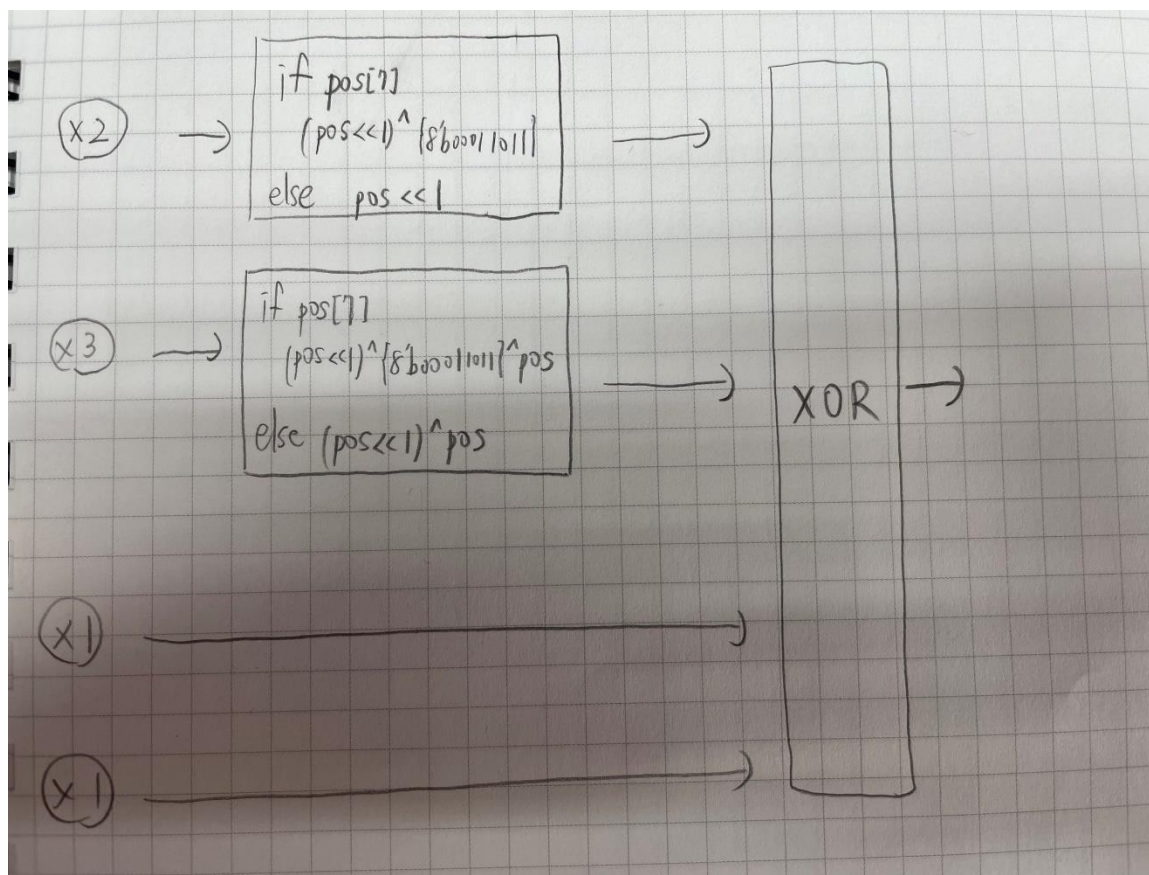 x2
if pos[7]
(pos<<1)^{8'b00011011}
else pos<<1
x3
if pos[7]
(pos<<1)^{8'b00011011}^pos
else (pos<<1)^pos
x1
x1
XOR